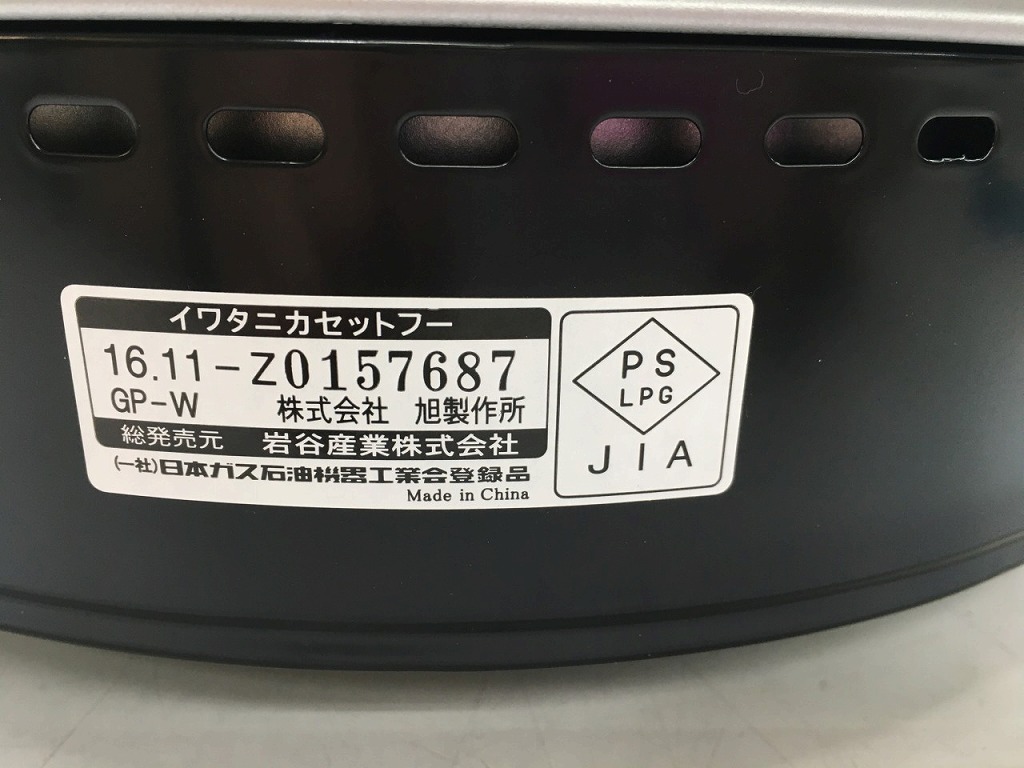 イワタニカセットフー
16.11-Z0157687
GP-W 株式会社 旭製作所
総発売元 岩谷産業株式会社
(一社)日本ガス石油機器工業会登録品
Made in China
PS
LPG
JIA